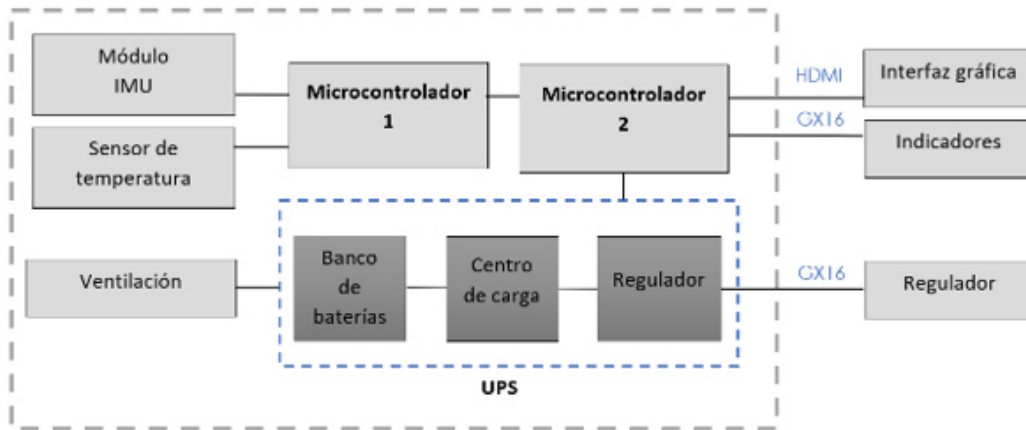 Módulo
IMU
Microcontrolador
1
Microcontrolador
2
HDMI
Interfaz gráfica
GX16
Indicadores
Sensor de
temperatura
Ventilación
Banco
de
baterías
Centro
de carga
Regulador
GX16
Regulador
UPS